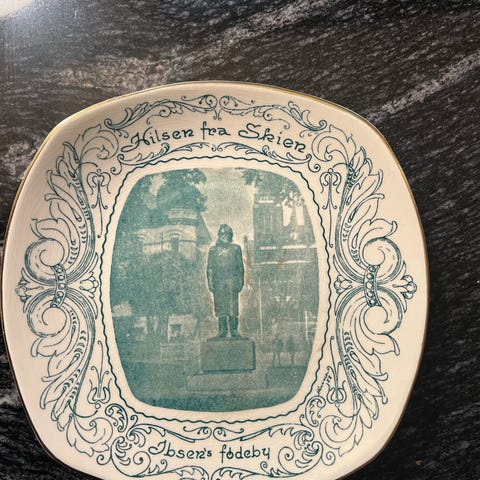 Hilsen fra Skien
Ibsen's fødeby